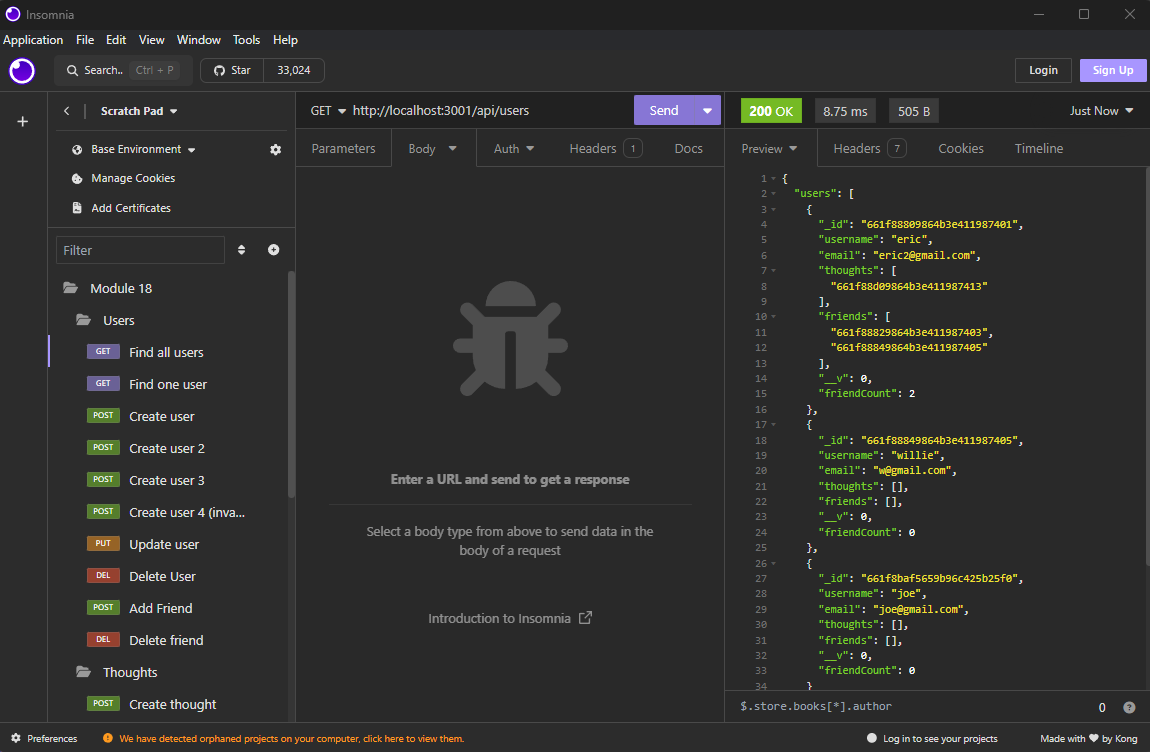 Insomnia
Application File Edit View Window Tools Help
Search.. Ctrl + P Star 33,024 Login Sign Up
Scratch Pad
Base Environment
Manage Cookies
Add Certificates
Filter
Module 18
Users
GET Find all users
GET Find one user
POST Create user
POST Create user 2
POST Create user 3
POST Create user 4 (inva...
PUT Update user
DEL Delete User
POST Add Friend
DEL Delete friend
Thoughts
POST Create thought
GET http://localhost:3001/api/users Send
Parameters Body Auth Headers 1 Docs
Enter a URL and send to get a response
Select a body type from above to send data in the
body of a request
Introduction to Insomnia
200 OK 8.75 ms 505 B Just Now
Preview Headers 7 Cookies Timeline
1 {
2 "users": [
3 {
4 "_id": "661f88809864b3e411987401",
5 "username": "eric",
6 "email": "eric2@gmail.com",
7 "thoughts": [
8 "661f88d09864b3e411987413"
9 ],
10 "friends": [
11 "661f88829864b3e411987403",
12 "661f88849864b3e411987405"
13 ],
14 "__v": 0,
15 "friendCount": 2
16 },
17 {
18 "_id": "661f88849864b3e411987405",
19 "username": "willie",
20 "email": "w@gmail.com",
21 "thoughts": [],
22 "friends": [],
23 "__v": 0,
24 "friendCount": 0
25 },
26 {
27 "_id": "661f8baf5659b96c425b25f0",
28 "username": "joe",
29 "email": "joe@gmail.com",
30 "thoughts": [],
31 "friends": [],
32 "__v": 0,
33 "friendCount": 0
34 }
$.store.books[*].author 0 ?
Preferences We have detected orphaned projects on your computer, click here to view them. Log in to see your projects Made with ❤ by Kong